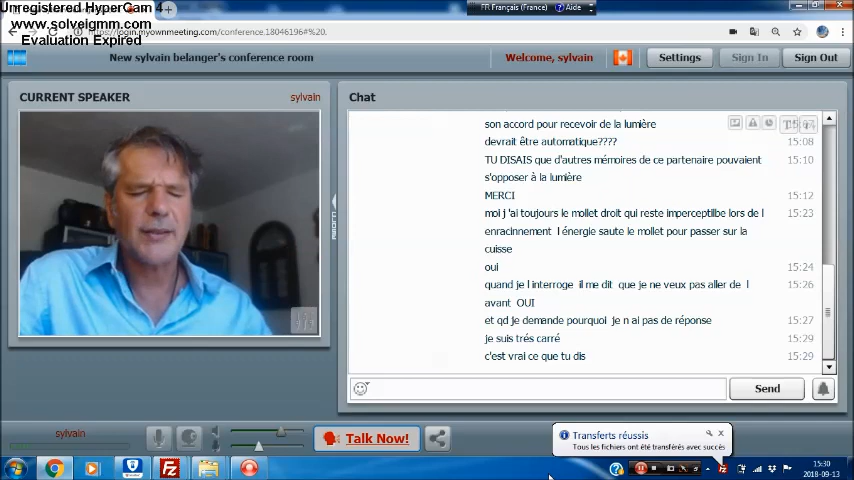 Unregistered HyperCam 4
www.solveigmm.com
Evaluation Expired
FR Français (France)
Aide
https://login.myownmeeting.com/conference,18046196# 20.
New sylvain belanger's conference room
Welcome, sylvain
Settings
Sign In
Sign Out
CURRENT SPEAKER
sylvain
Chat
son accord pour recevoir de la lumière
devrait être automatique???? 15:08
TU DISAIS que d'autres mémoires de ce partenaire pouvaient 15:10
s'opposer à la lumière
MERCI 15:12
moi j 'ai toujours le mollet droit qui reste imperceptilbe lors de l 15:23
enracinnement l énergie saute le mollet pour passer sur la
cuisse
oui 15:24
quand je l interroge il me dit que je ne veux pas aller de l 15:26
avant OUI
et qd je demande pourquoi je n ai pas de réponse 15:27
je suis trés carré 15:29
c'est vrai ce que tu dis 15:29
Send
sylvain
Talk Now!
Transferts réussis
Tous les fichiers ont été transférés avec succès
15:30
2018-09-13